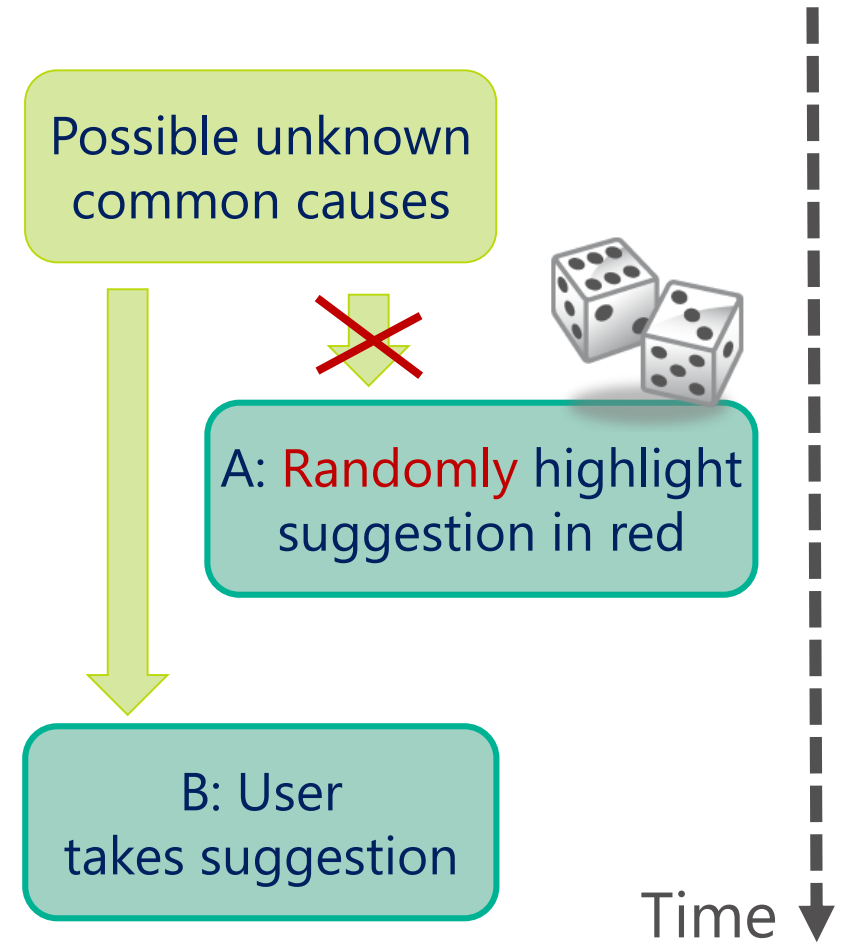 Possible unknown
common causes
A: Randomly highlight
suggestion in red
B: User
takes suggestion
Time